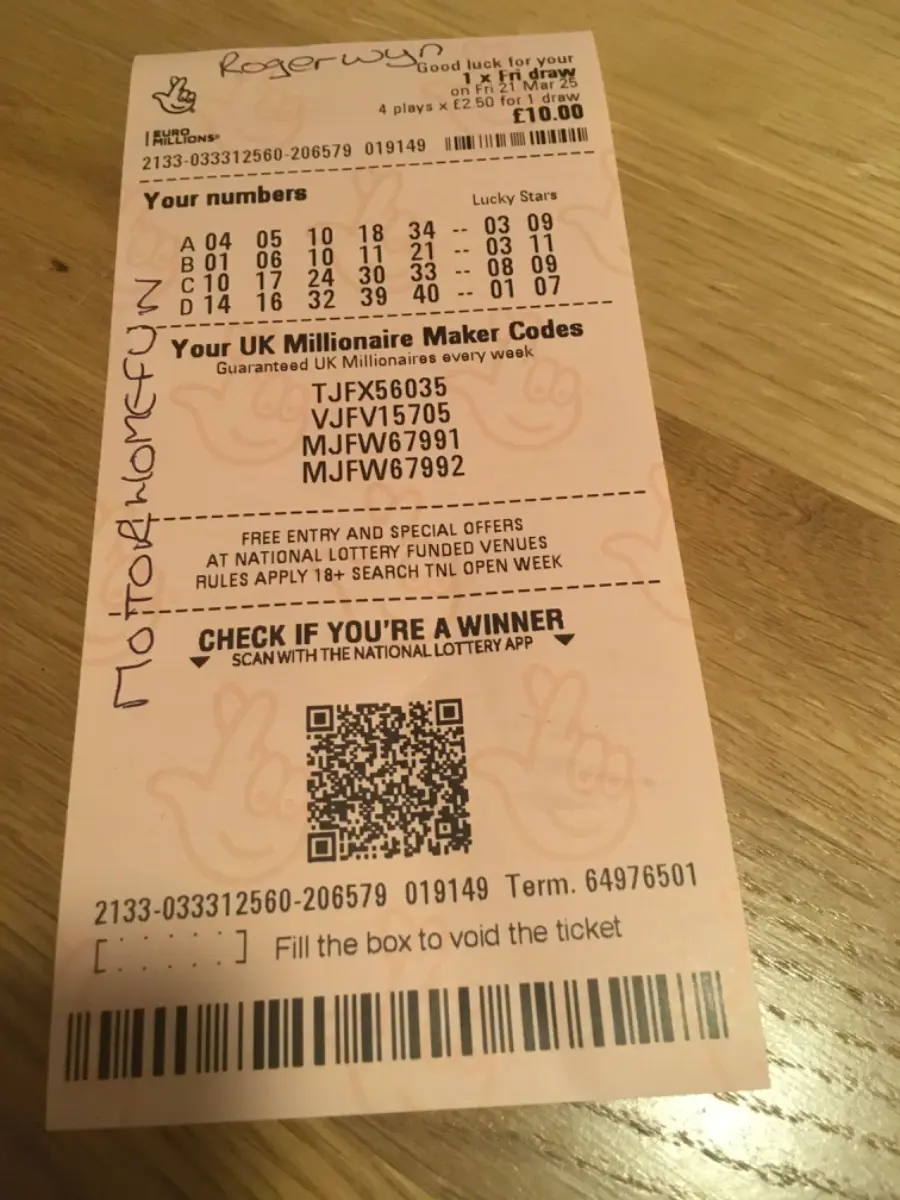 Rogerwyn
Good luck for your
1 x Fri draw
on Fri 21 Mar 25
4 plays x £2.50 for 1 draw
£10.00
EURO
MILLIONS
2133-033312560-206579 019149
Your numbers
Lucky Stars
A 04 05 10 18 34 -- 03 09
B 01 06 10 11 21 -- 03 11
C 10 17 24 30 33 -- 08 09
D 14 16 32 39 40 -- 01 07
MOTORHOMEFUN
Your UK Millionaire Maker Codes
Guaranteed UK Millionaires every week
TJFX56035
VJFV15705
MJFW67991
MJFW67992
FREE ENTRY AND SPECIAL OFFERS
AT NATIONAL LOTTERY FUNDED VENUES
RULES APPLY 18+ SEARCH TNL OPEN WEEK
CHECK IF YOU'RE A WINNER
SCAN WITH THE NATIONAL LOTTERY APP
2133-033312560-206579 019149 Term. 64976501
Fill the box to void the ticket